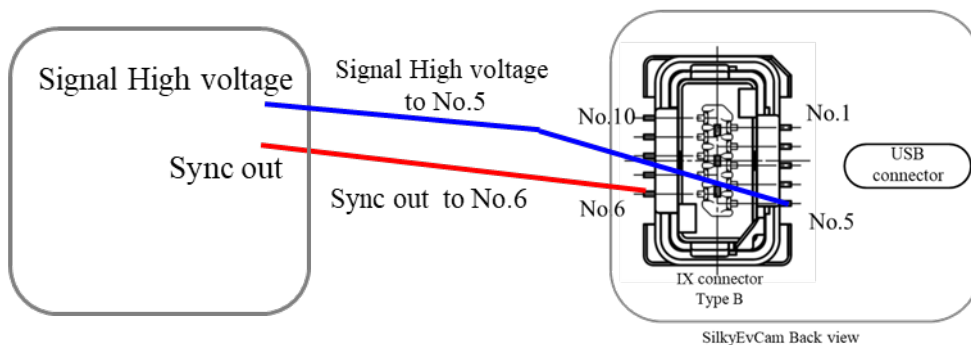 Signal High voltage
Sync out
Signal High voltage
to No.5
Sync out to No.6
No.10
No.6
No.1
No.5
IX connector
Type B
USB
connector
SilkyEvCam Back view